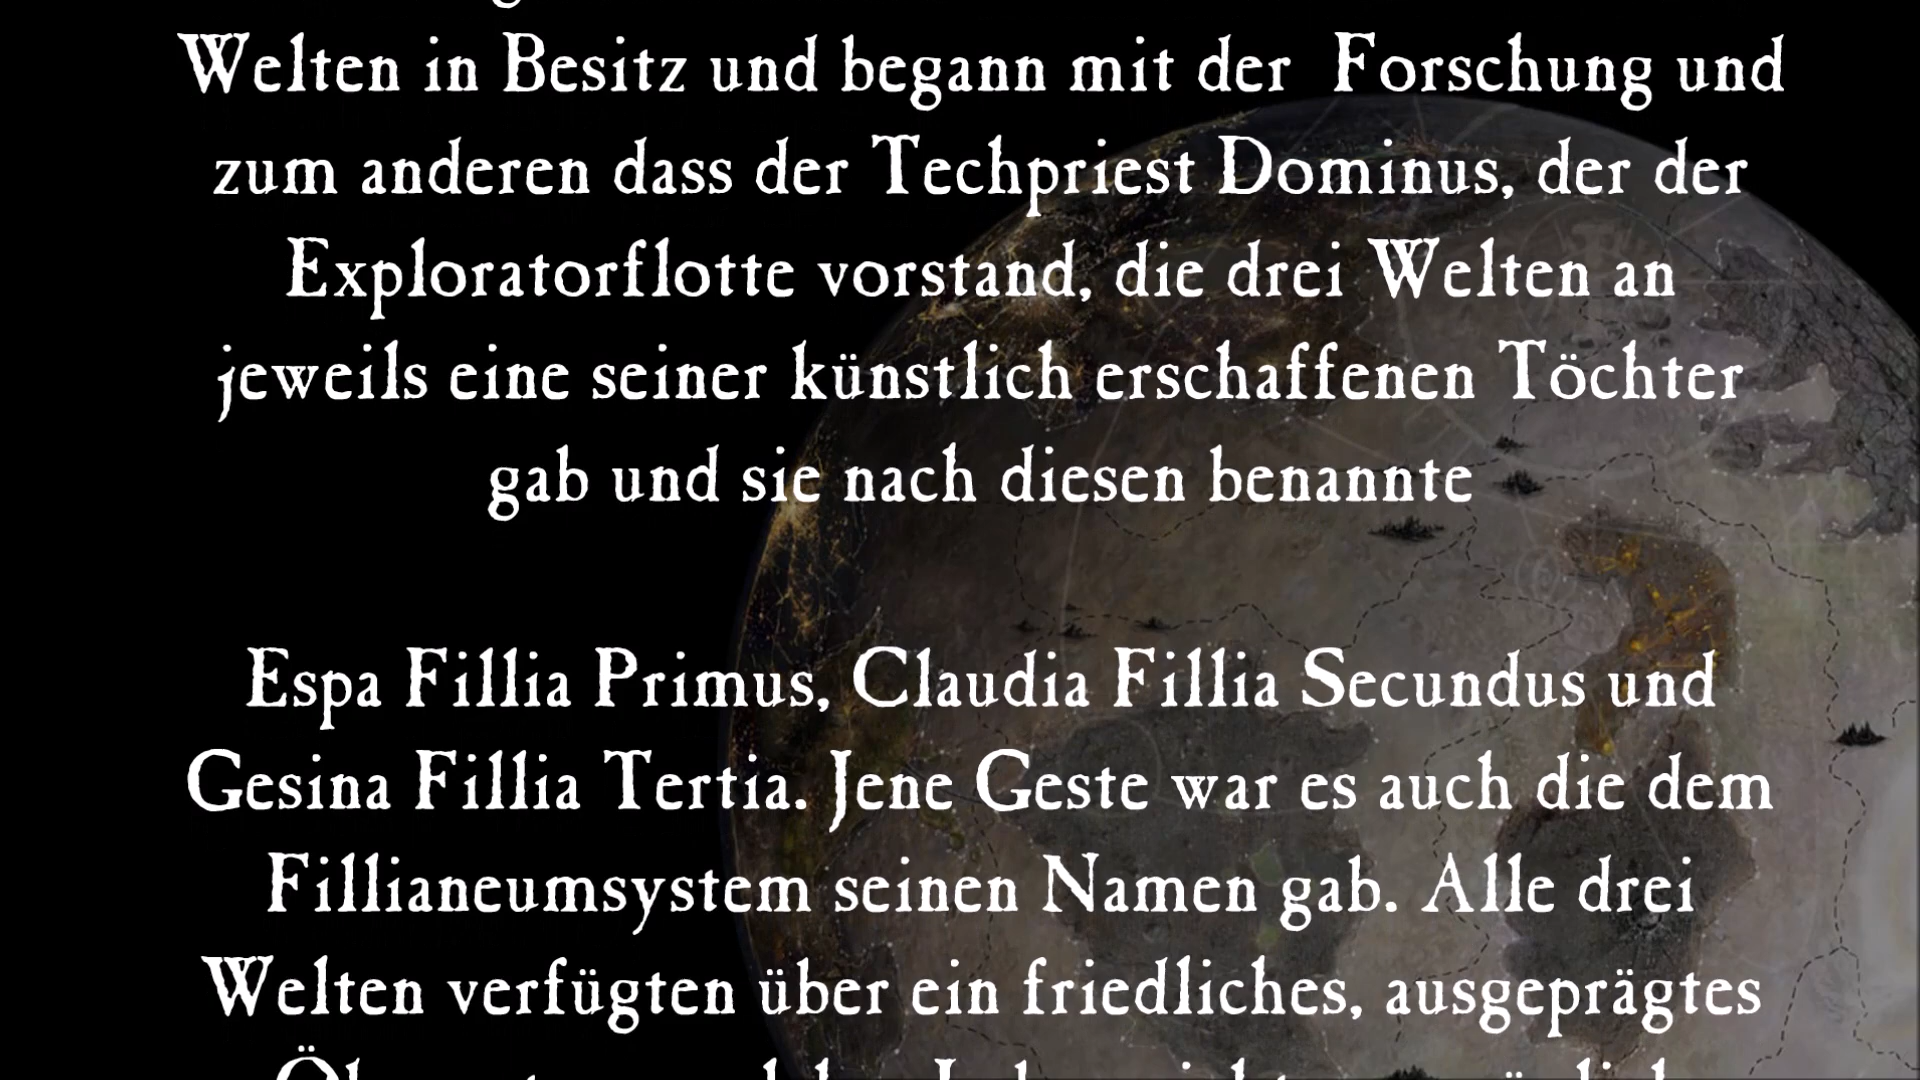 Welten in Besitz und begann mit der Forschung und
zum anderen dass der Techpriest Dominus, der der
Exploratorflotte vorstand, die drei Welten an
jeweils eine seiner künstlich erschaffenen Töchter
gab und sie nach diesen benannte
Espa Fillia Primus, Claudia Fillia Secundus und
Gesina Fillia Tertia. Jene Geste war es auch die dem
Fillianeumsystem seinen Namen gab. Alle drei
Welten verfügten über ein friedliches, ausgeprägtes